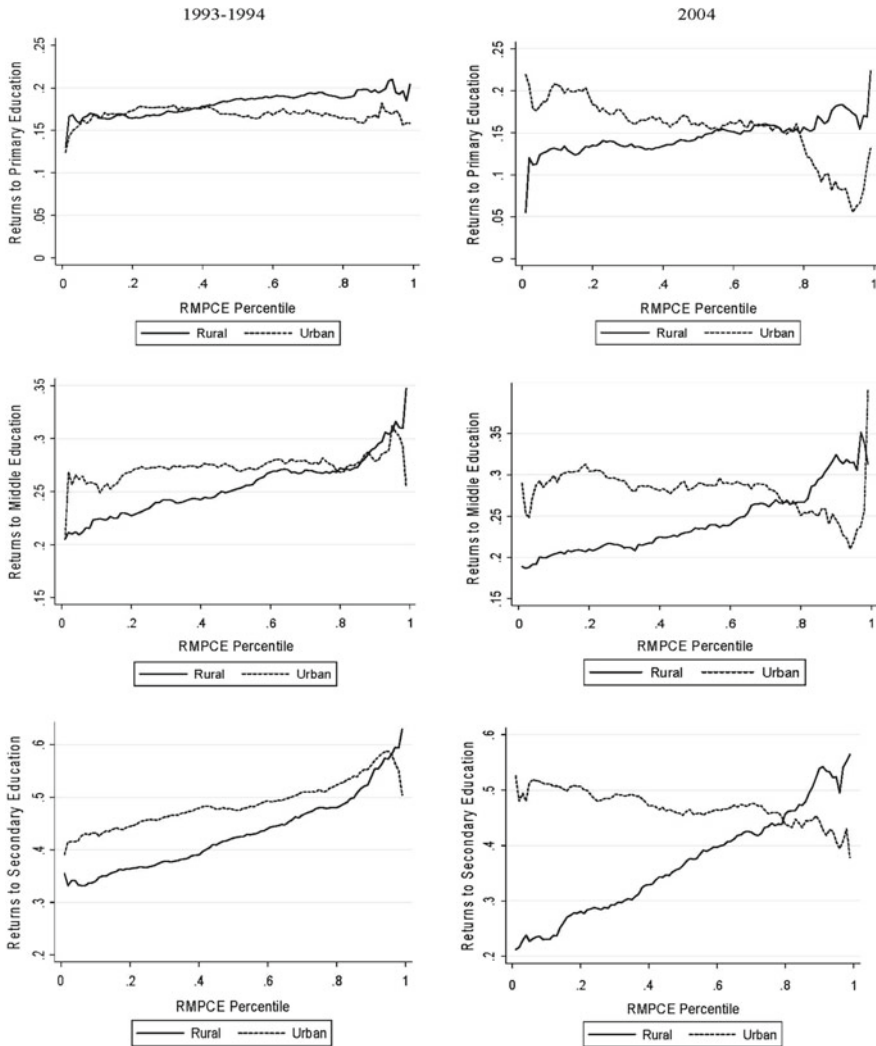 1993-1994
2004
Returns to Primary Education
0 .05 .1 .15 .2 .25
0 .2 .4 .6 .8 1
RMPCE Percentile
Rural Urban
Returns to Primary Education
0 .05 .1 .15 .2 .25
0 .2 .4 .6 .8 1
RMPCE Percentile
Rural Urban
Returns to Middle Education
.15 .2 .25 .3 .35
0 .2 .4 .6 .8 1
RMPCE Percentile
Rural Urban
Returns to Middle Education
.15 .2 .25 .3 .35
0 .2 .4 .6 .8 1
RMPCE Percentile
Rural Urban
Returns to Secondary Education
.2 .3 .4 .5 .6
0 .2 .4 .6 .8 1
RMPCE Percentile
Rural Urban
Returns to Secondary Education
.2 .3 .4 .5 .6
0 .2 .4 .6 .8 1
RMPCE Percentile
Rural Urban